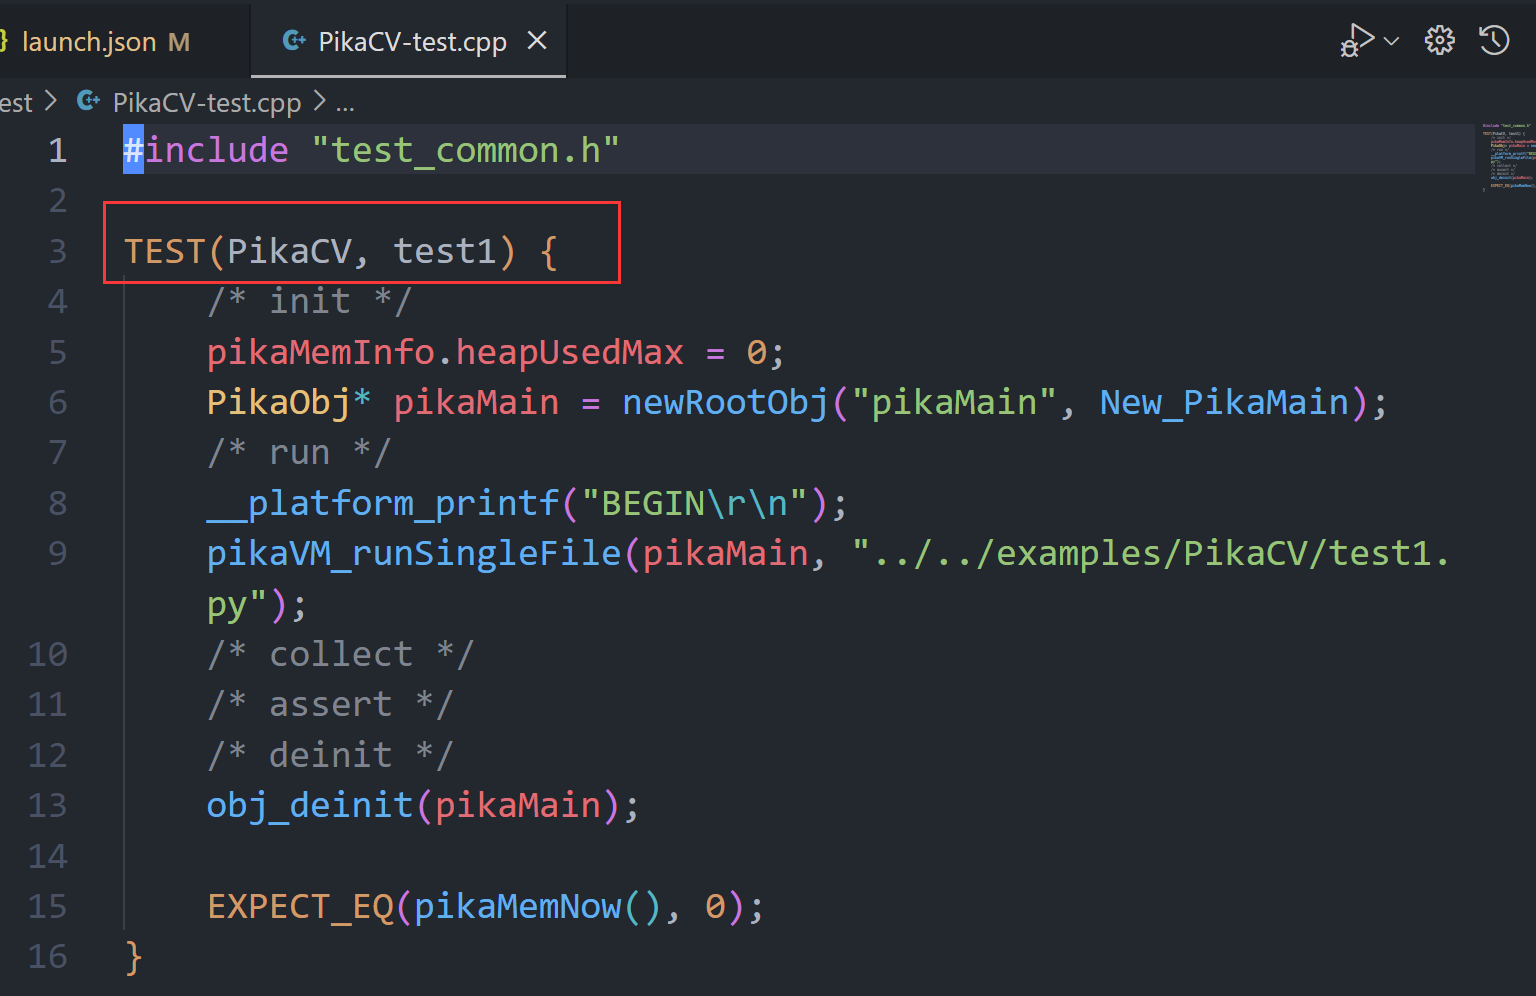 launch.json M
PikaCV-test.cpp
est > PikaCV-test.cpp > ...
1 #include "test_common.h"
2
3 TEST(PikaCV, test1) {
4 /* init */
5 pikaMemInfo.heapUsedMax = 0;
6 PikaObj* pikaMain = newRootObj("pikaMain", New_PikaMain);
7 /* run */
8 __platform_printf("BEGIN\r\n");
9 pikaVM_runSingleFile(pikaMain, "../../examples/PikaCV/test1.
py");
10 /* collect */
11 /* assert */
12 /* deinit */
13 obj_deinit(pikaMain);
14
15 EXPECT_EQ(pikaMemNow(), 0);
16 }